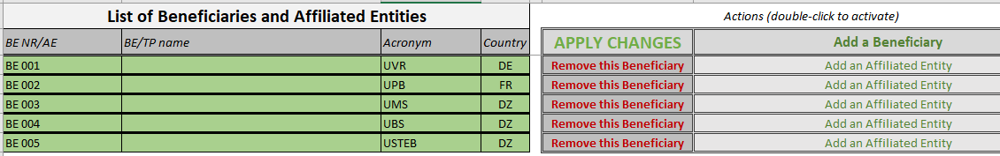 List of Beneficiaries and Affiliated Entities
Actions (double-click to activate)
BE NR/AE BE/TP name Acronym Country APPLY CHANGES Add a Beneficiary
BE 001 UVR DE Remove this Beneficiary Add an Affiliated Entity
BE 002 UPB FR Remove this Beneficiary Add an Affiliated Entity
BE 003 UMS DZ Remove this Beneficiary Add an Affiliated Entity
BE 004 UBS DZ Remove this Beneficiary Add an Affiliated Entity
BE 005 USTEB DZ Remove this Beneficiary Add an Affiliated Entity